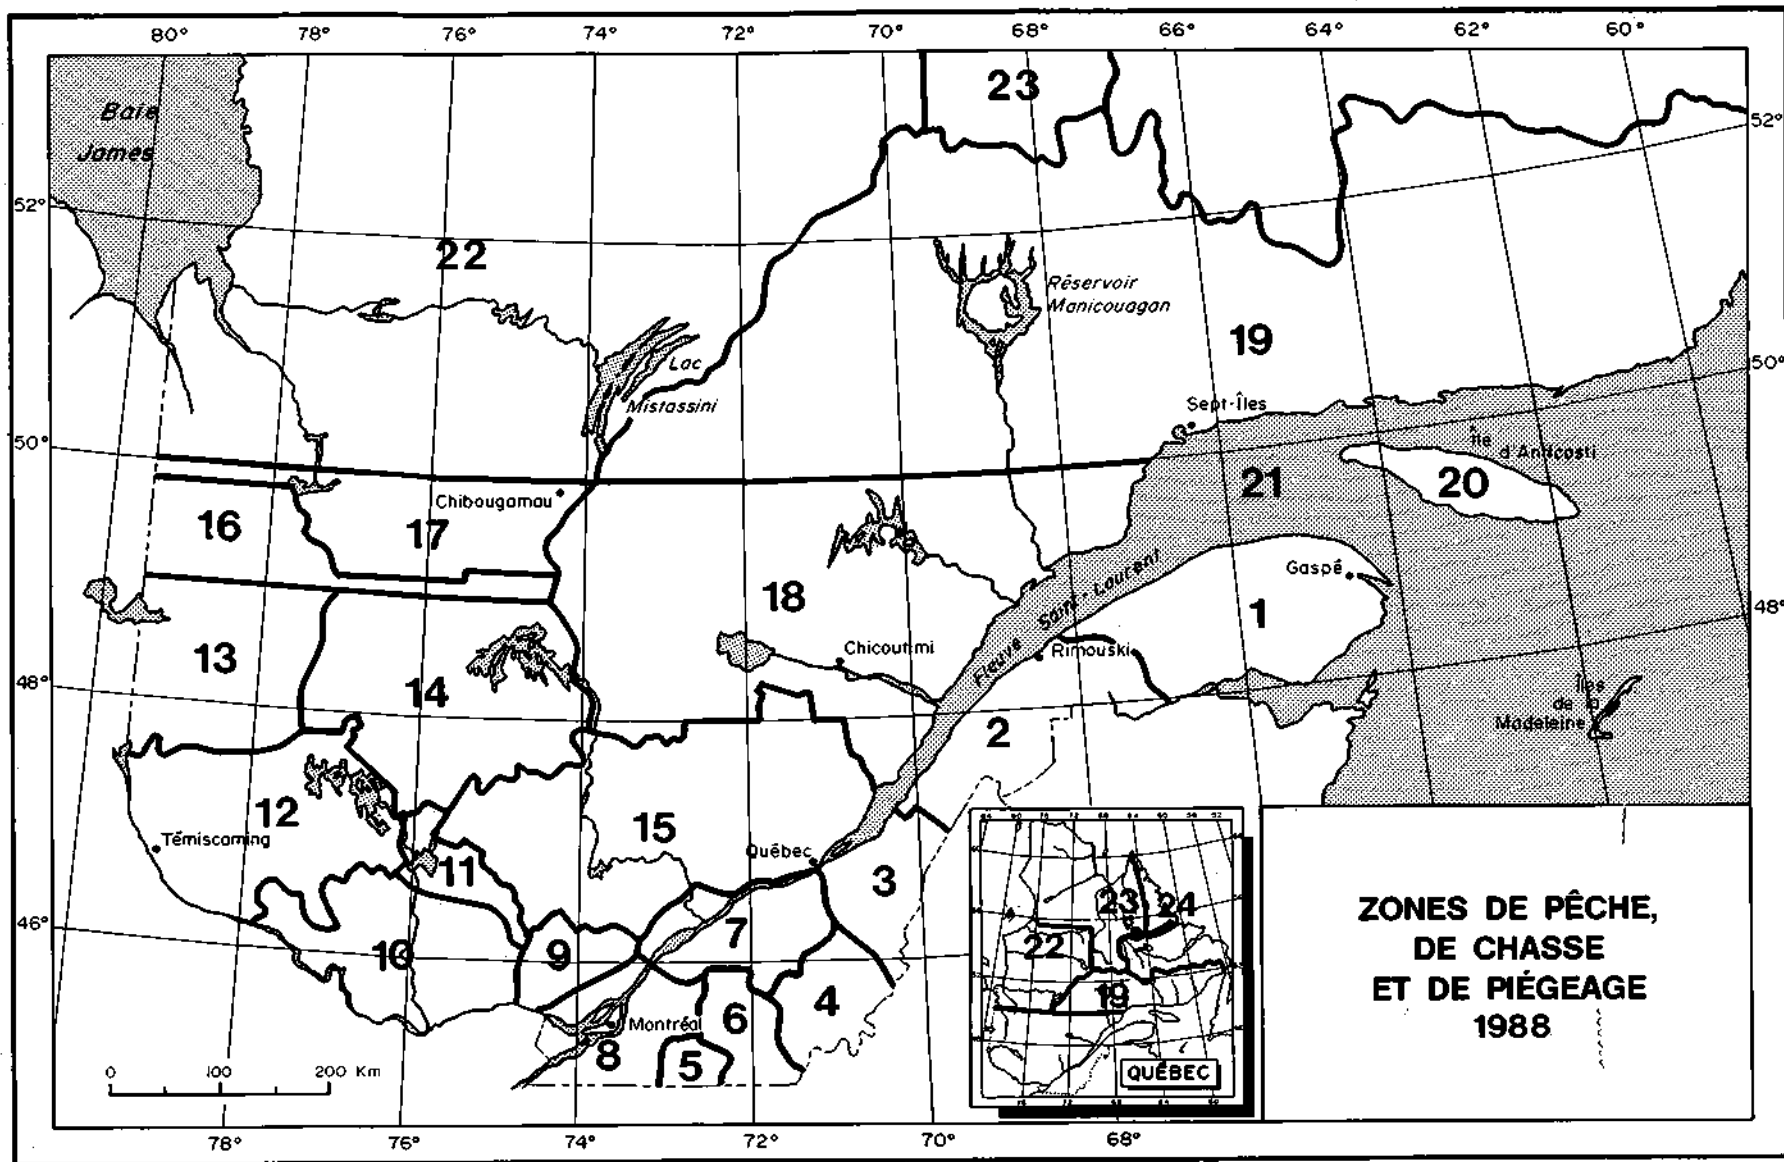 80° 78° 76° 74° 72° 70° 68° 66° 64° 62° 60°
23
Baie
James
52°
52°
22
Réservoir
Manicouagan
19
Lac
Mistassini
50°
Sept-Îles
50°
Île
d'Anticosti
21
20
Chibougamau
16
17
Fleuve Saint-Laurent
Gaspé
18
1
48°
13
Chicoutimi
Rimouski
14
48°
2
Îles
de la
Madeleine
12
15
Témiscaming
Québec
11
3
7
46°
10
9
4
Montréal
6
8
5
0 100 200 Km
23 24
22
19
QUÉBEC
ZONES DE PÊCHE,
DE CHASSE
ET DE PIÉGEAGE
1988
78° 76° 74° 72° 70° 68°